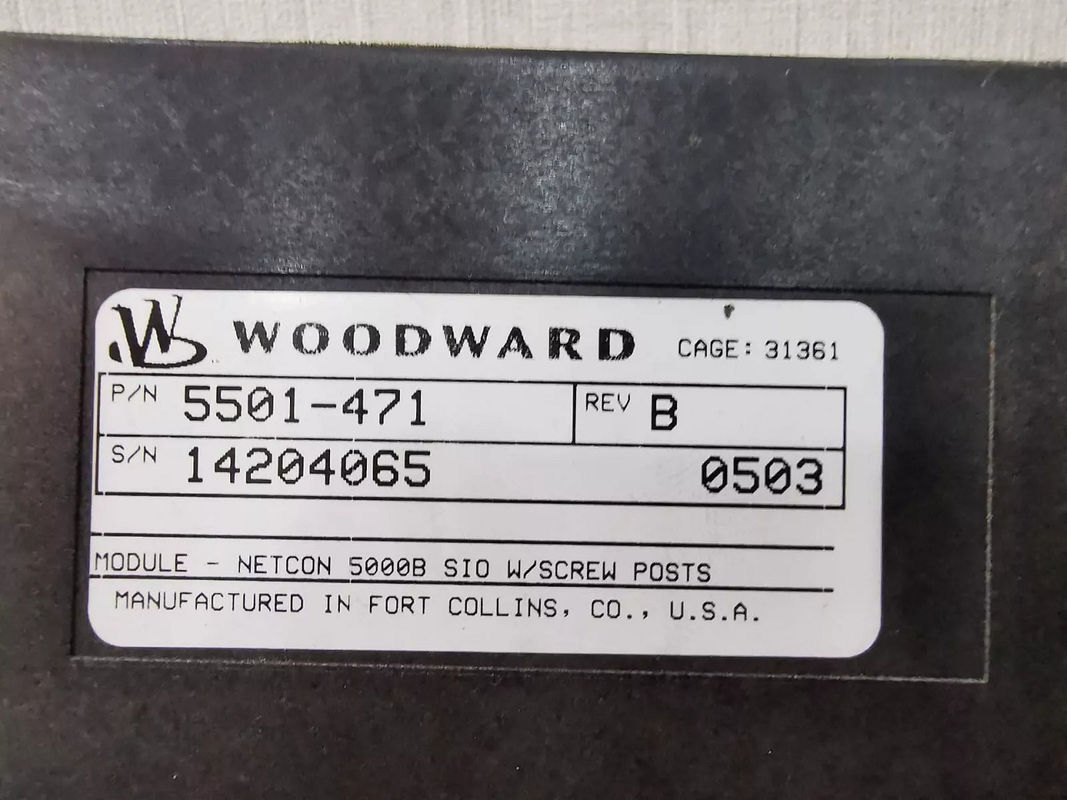 WOODWARD CAGE: 31361
P/N 5501-471 REV B
S/N 14204065 0503
MODULE - NETCON 5000B SIO W/SCREW POSTS
MANUFACTURED IN FORT COLLINS, CO., U.S.A.